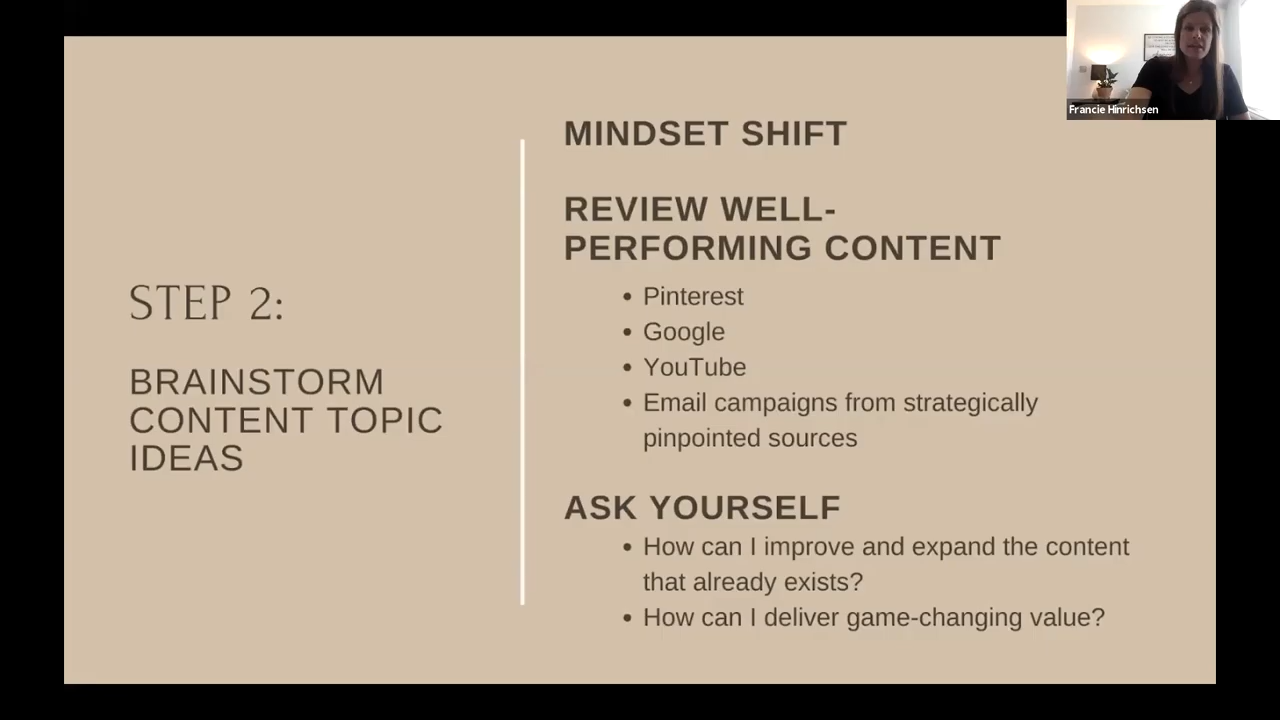 STEP 2:
BRAINSTORM
CONTENT TOPIC
IDEAS
MINDSET SHIFT
REVIEW WELL-
PERFORMING CONTENT
• Pinterest
• Google
• YouTube
• Email campaigns from strategically
pinpointed sources
ASK YOURSELF
• How can I improve and expand the content
that already exists?
• How can I deliver game-changing value?
Francie Hinrichsen